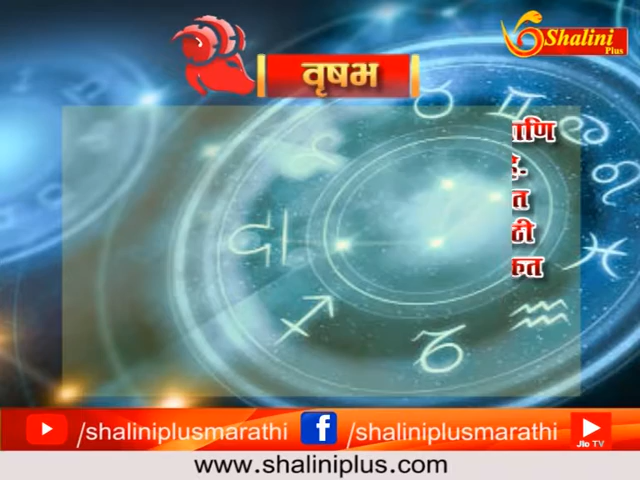 Shalini
Plus
वृषभ
/shaliniplusmarathi
/shaliniplusmarathi
Jio TV
www.shaliniplus.com